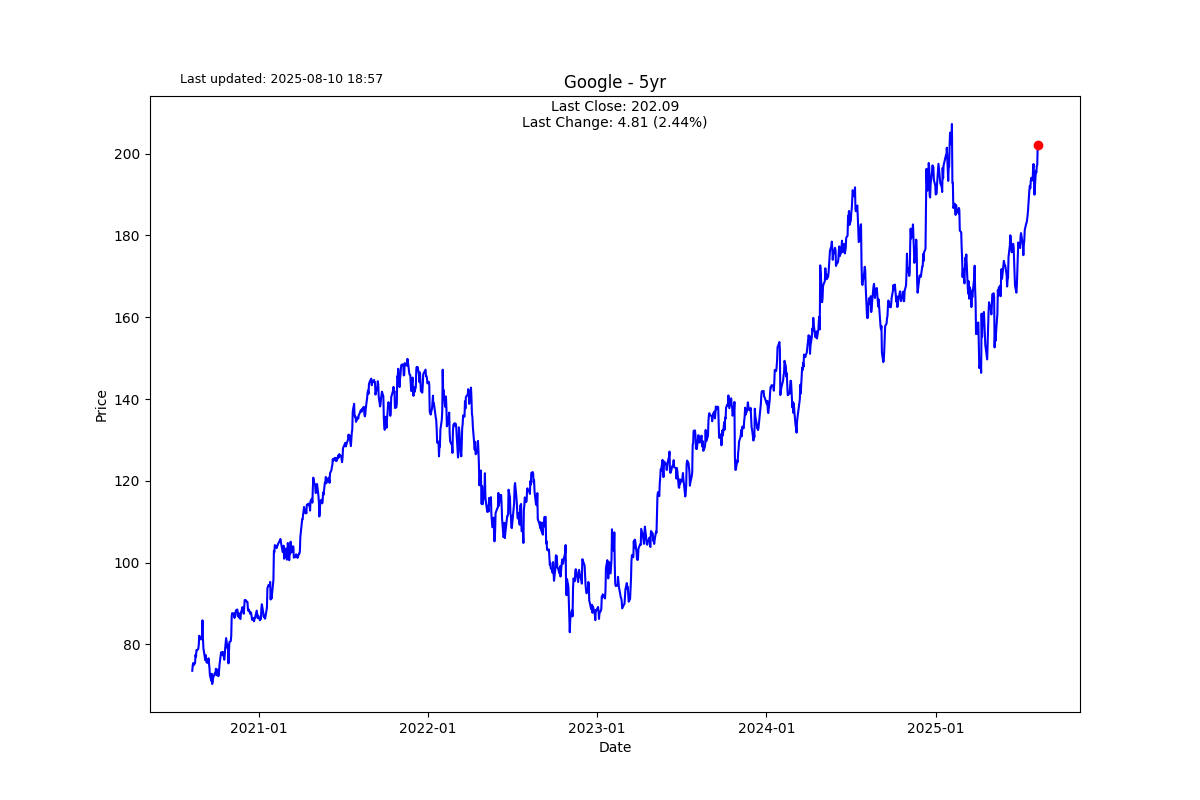 Last updated: 2025-08-10 18:57
Google - 5yr
Last Close: 202.09
Last Change: 4.81 (2.44%)
Price
200
180
160
140
120
100
80
2021-01
2022-01
2023-01
2024-01
2025-01
Date